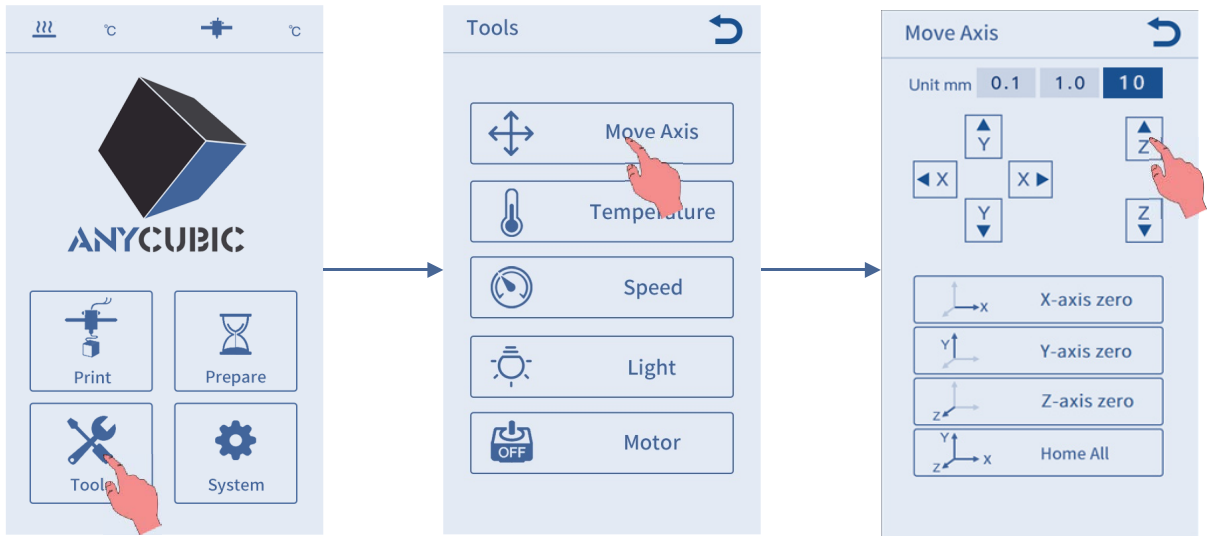 ℃ ℃
ANYCUBIC
Print Prepare
Tools System
Tools
Move Axis
Temperature
Speed
Light
OFF Motor
Move Axis
Unit mm 0.1 1.0 10
Y
Z
X X
Y
Z
X X-axis zero
Y Y-axis zero
Z Z-axis zero
Y
Z X Home All